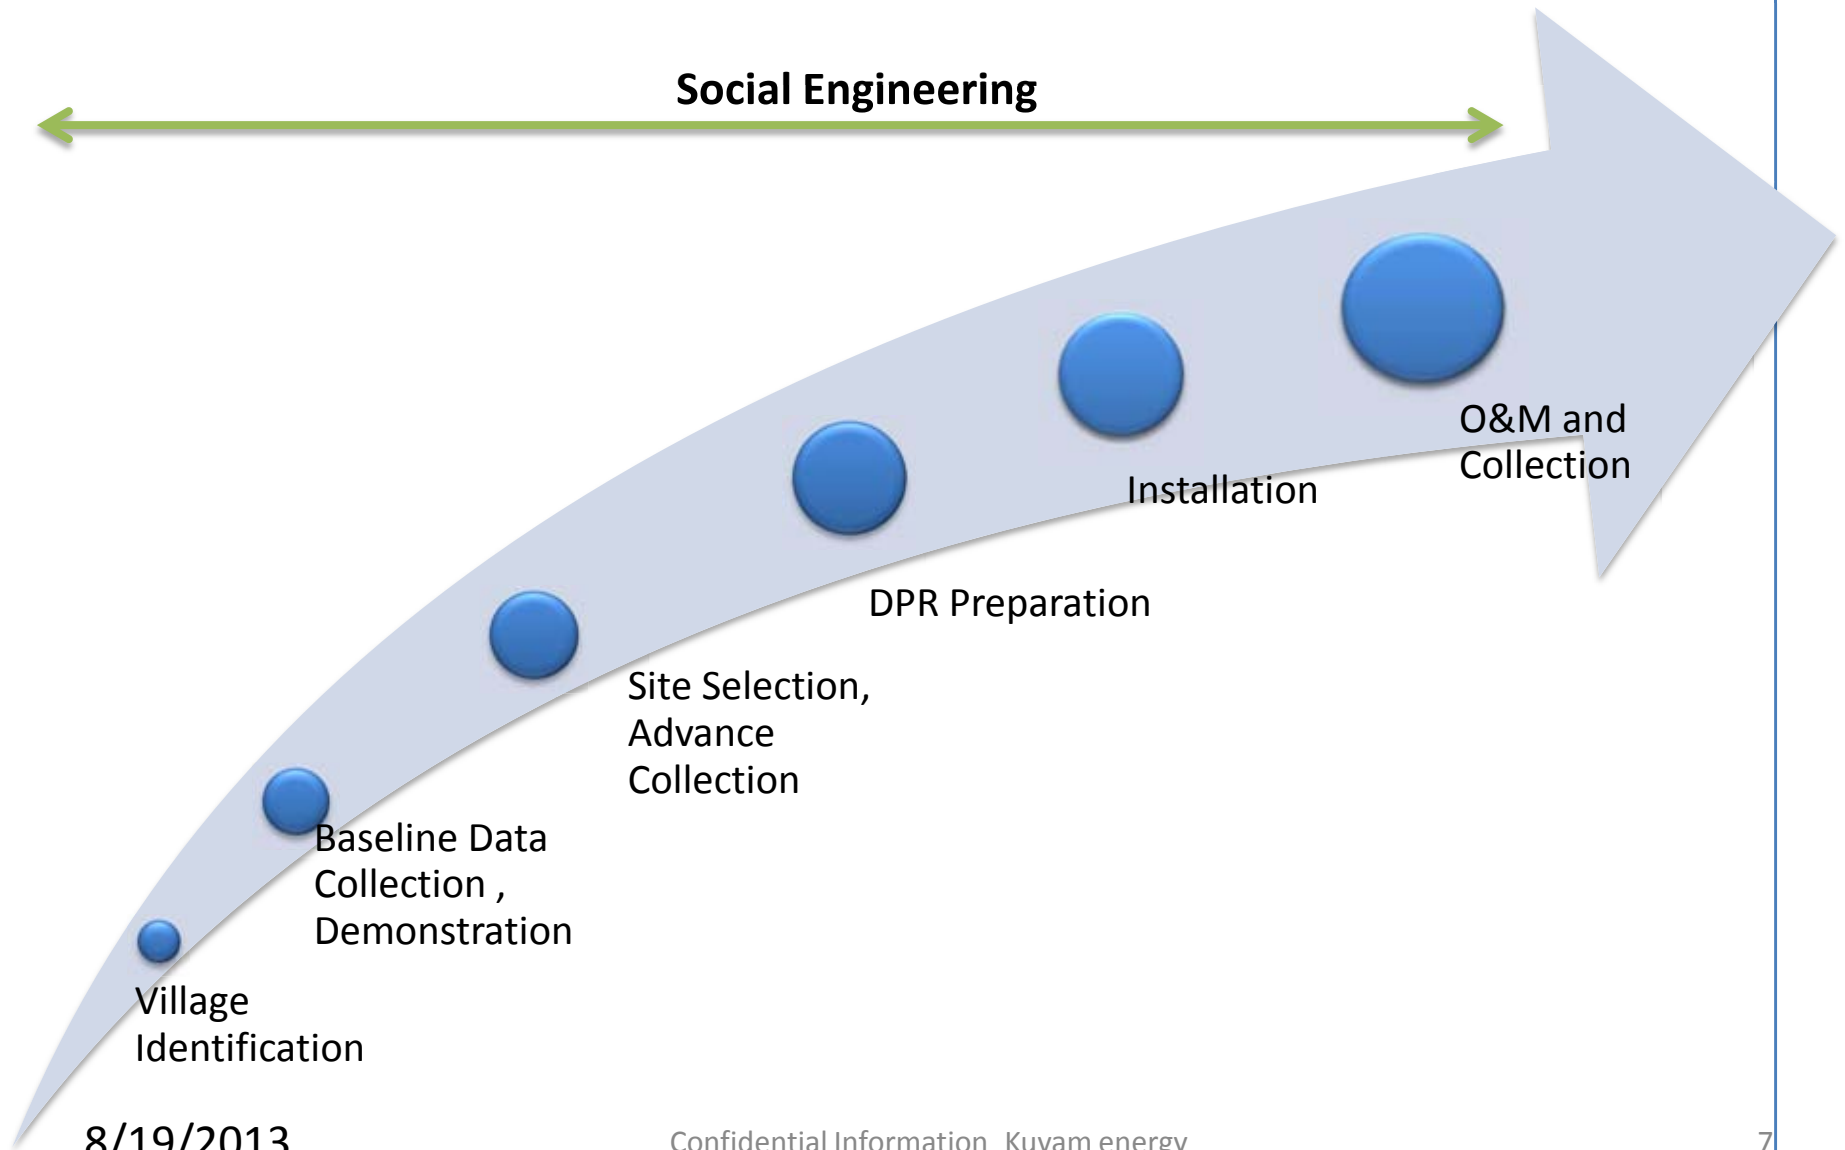 Social Engineering
O&M and
Collection
Installation
DPR Preparation
Site Selection,
Advance
Collection
Baseline Data
Collection ,
Demonstration
Village
Identification
8/19/2013
Confidential Information Kuvam energy
7